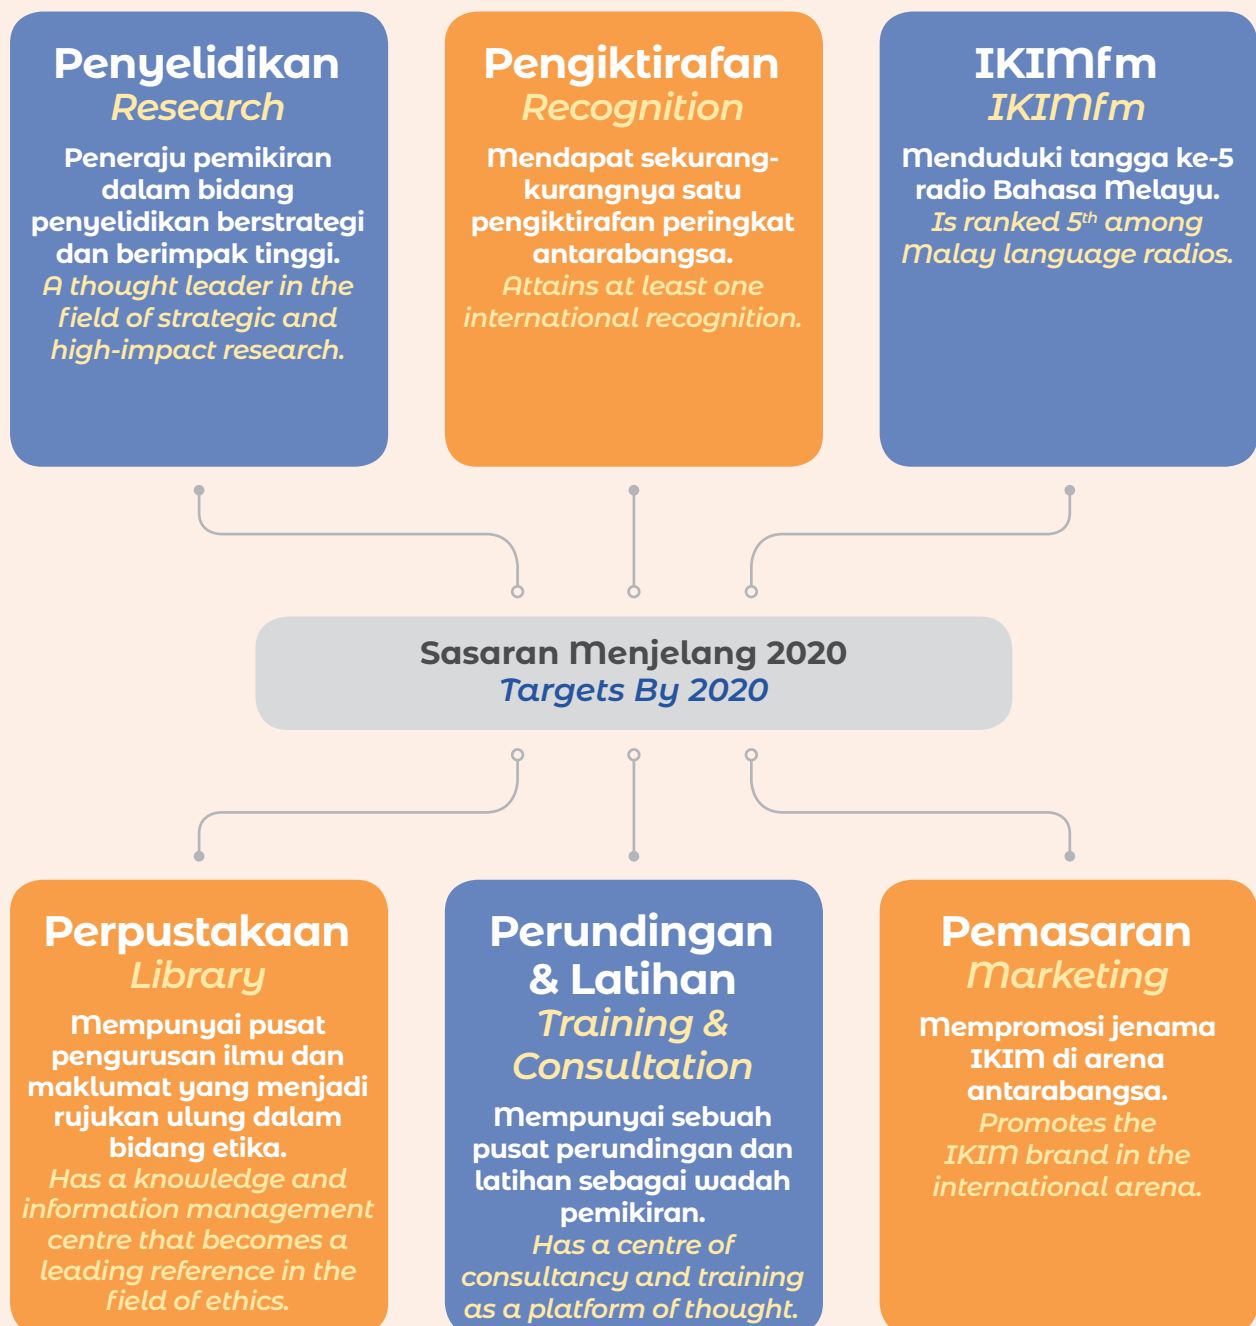 Penyelidikan
Research
Peneraju pemikiran
dalam bidang
penyelidikan berstrategi
dan berimpak tinggi.
A thought leader in the
field of strategic and
high-impact research.
Pengiktirafan
Recognition
Mendapat sekurang-
kurangnya satu
pengiktirafan peringkat
antarabangsa.
Attains at least one
international recognition.
IKIMfm
IKIMfm
Menduduki tangga ke-5
radio Bahasa Melayu.
Is ranked 5th among
Malay language radios.
Sasaran Menjelang 2020
Targets By 2020
Perpustakaan
Library
Mempunyai pusat
pengurusan ilmu dan
maklumat yang menjadi
rujukan ulung dalam
bidang etika.
Has a knowledge and
information management
centre that becomes a
leading reference in the
field of ethics.
Perundingan
& Latihan
Training &
Consultation
Mempunyai sebuah
pusat perundingan dan
latihan sebagai wadah
pemikiran.
Has a centre of
consultancy and training
as a platform of thought.
Pemasaran
Marketing
Mempromosi jenama
IKIM di arena
antarabangsa.
Promotes the
IKIM brand in the
international arena.